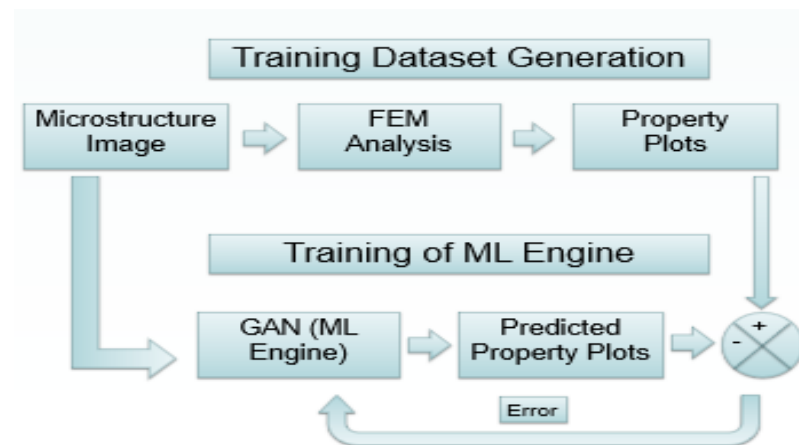 Training Dataset Generation
Microstructure
Image
FEM
Analysis
Property
Plots
Training of ML Engine
GAN (ML
Engine)
Predicted
Property Plots
+
-
Error